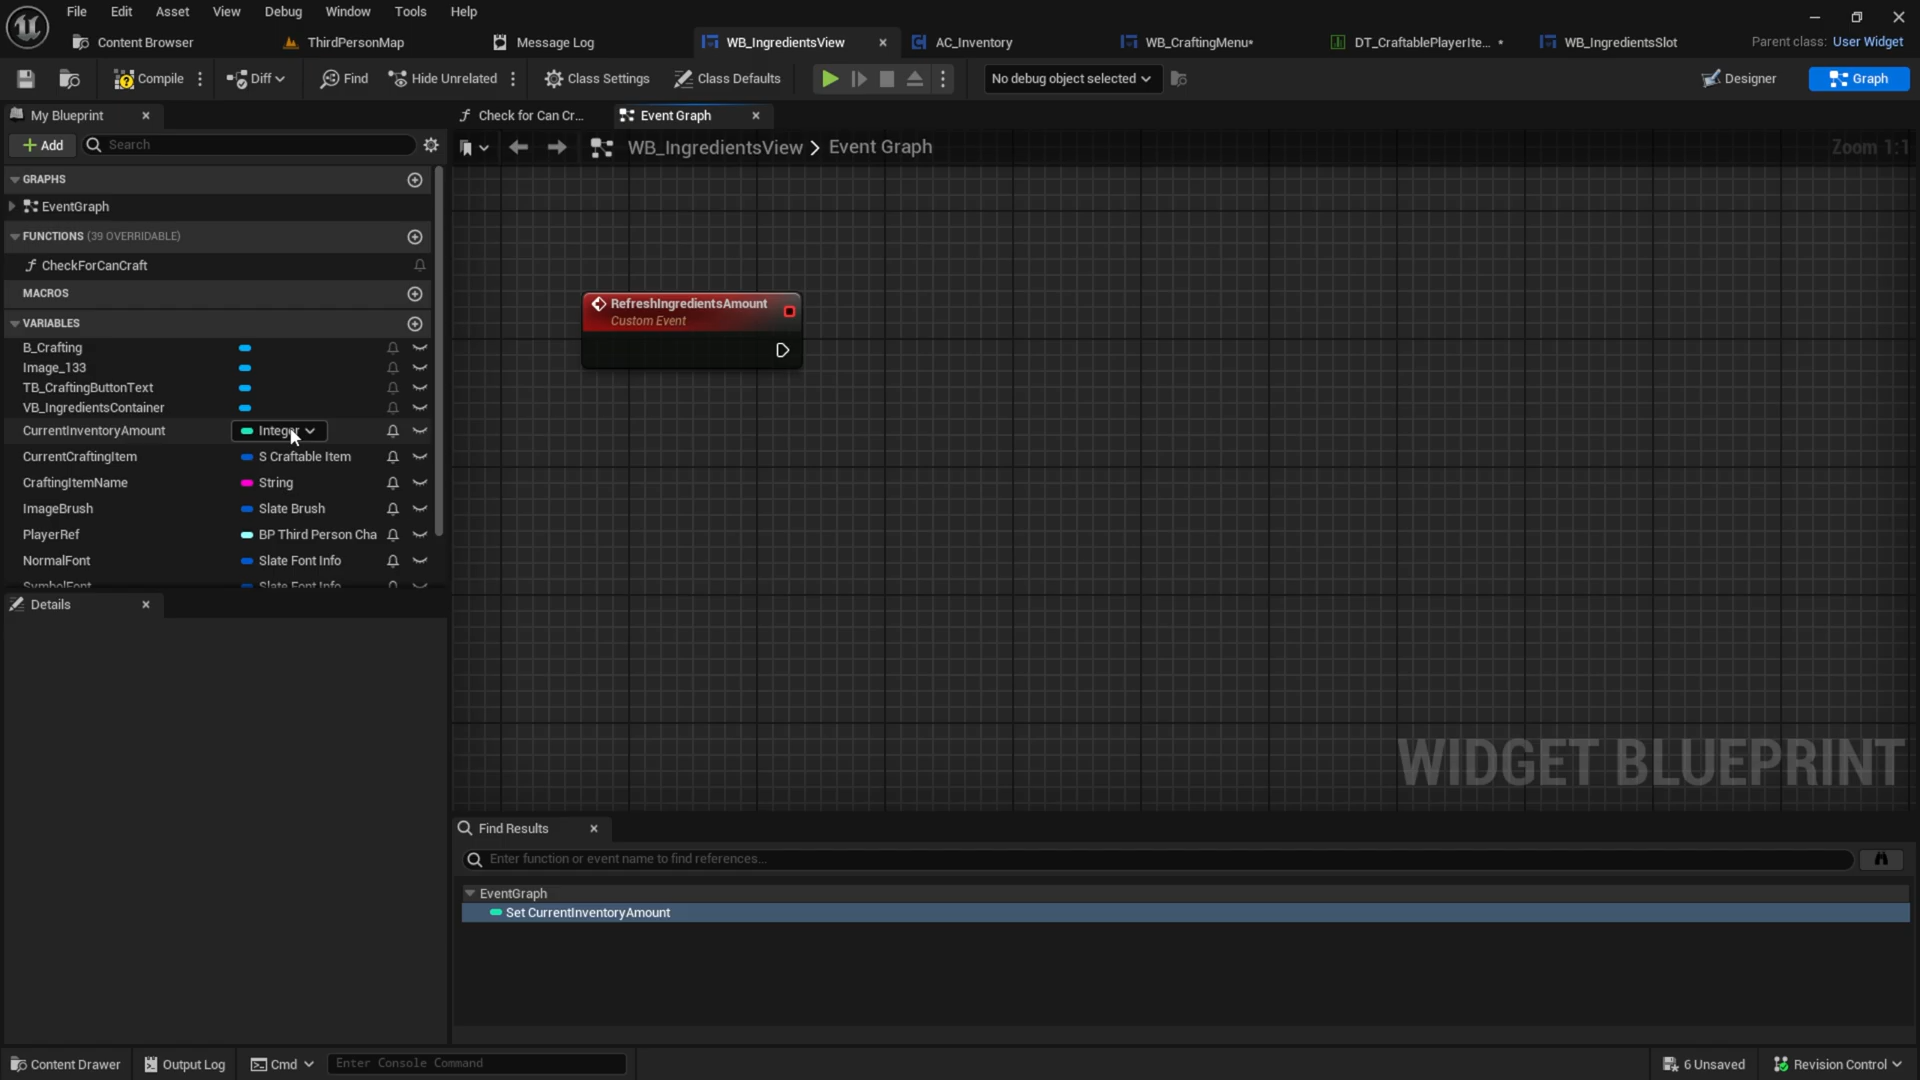 File Edit Asset View Debug Window Tools Help
Content Browser ThirdPersonMap Message Log WB_IngredientsView AC_Inventory WB_CraftingMenu* DT_CraftablePlayerIte... * WB_IngredientsSlot Parent class: User Widget
Compile Diff Find Hide Unrelated Class Settings Class Defaults No debug object selected Designer Graph
My Blueprint Check for Can Cr... Event Graph
Add Search WB_IngredientsView > Event Graph Zoom 1:1
GRAPHS
EventGraph
FUNCTIONS (39 OVERRIDABLE)
CheckForCanCraft
MACROS
VARIABLES
B_Crafting
Image_133
TB_CraftingButtonText
VB_IngredientsContainer
CurrentInventoryAmount Integer
CurrentCraftingItem S Craftable Item
CraftingItemName String
ImageBrush Slate Brush
PlayerRef BP Third Person Cha
NormalFont Slate Font Info
SymbolFont Slate Font Info
RefreshIngredientsAmount
Custom Event
WIDGET BLUEPRINT
Details
Find Results
Enter function or event name to find references...
EventGraph
Set CurrentInventoryAmount
Content Drawer Output Log Cmd Enter Console Command 6 Unsaved Revision Control